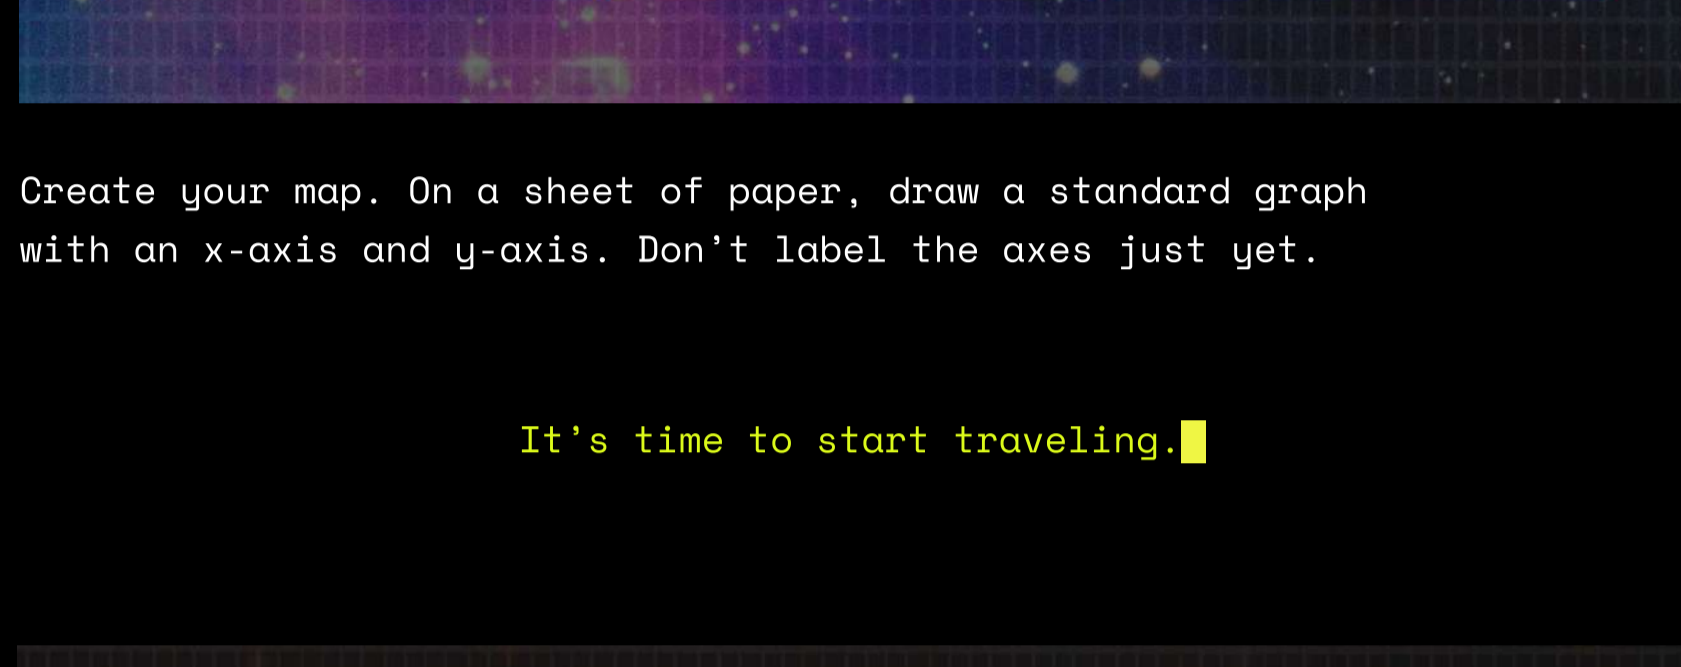 Create your map. On a sheet of paper, draw a standard graph
with an x-axis and y-axis. Don’t label the axes just yet.
It’s time to start traveling.